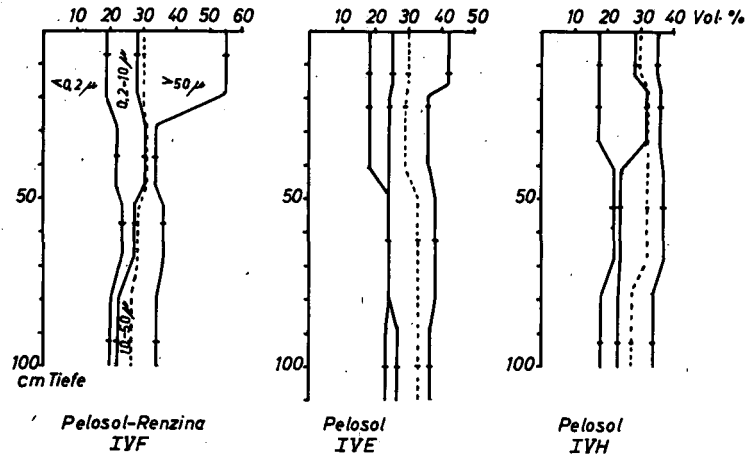 10 20 30 40 50 60
10 20 30 40 50
10 20 30 40 Vol.%
<0,2μ
0,2-10μ
>50μ
10-50μ
50
100
cm Tiefe
50
100
50
100
Pelosol-Renzina
IVF
Pelosol
IVE
Pelosol
IVH